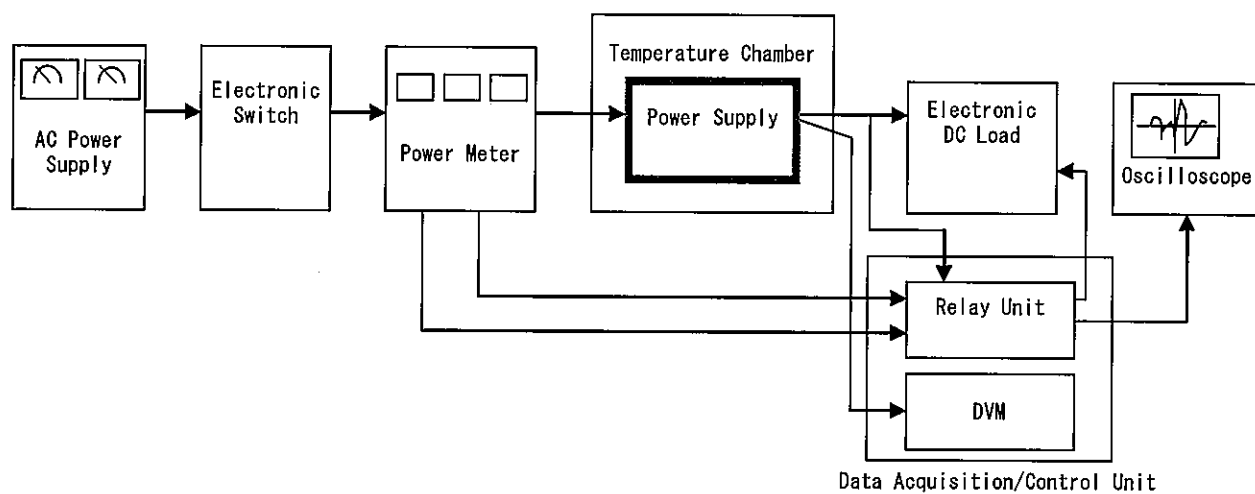 Temperature Chamber
AC Power
Supply
Electronic
Switch
Power Meter
Power Supply
Electronic
DC Load
Oscilloscope
Relay Unit
DVM
Data Acquisition/Control Unit